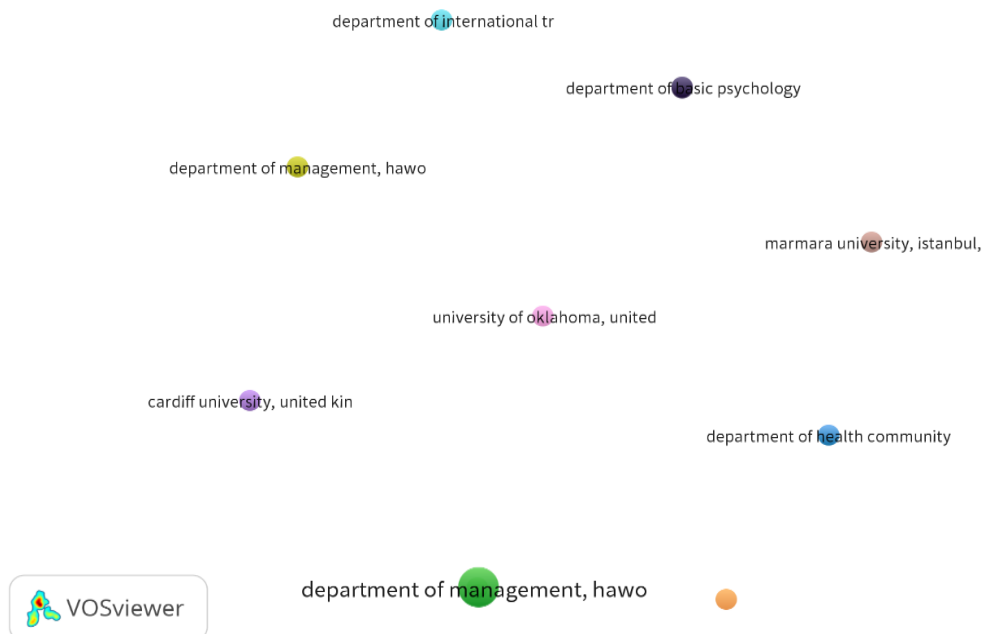 department of international tr
department of basic psychology
department of management, hawo
marmara university, istanbul,
university of oklahoma, united
cardiff university, united kin
department of health community
department of management, hawo
VOSviewer